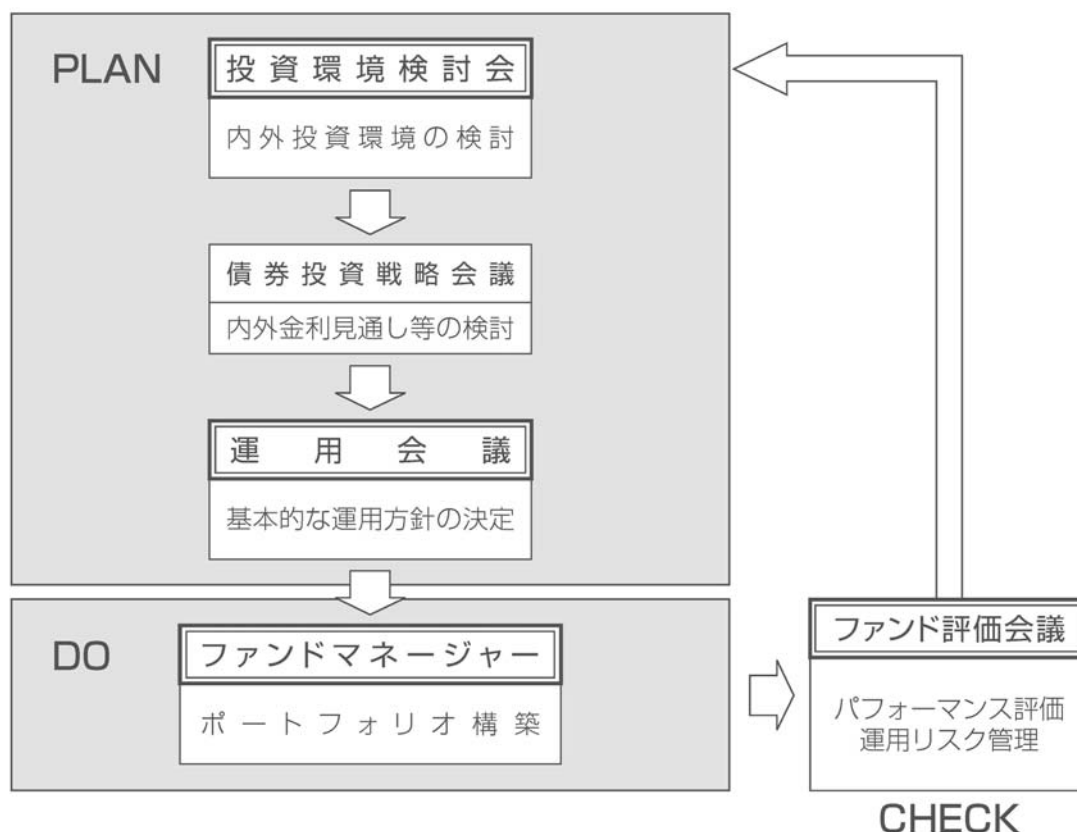 PLAN
投資環境検討会
内外投資環境の検討
債券投資戦略会議
内外金利見通し等の検討
運用会議
基本的な運用方針の決定
DO
ファンドマネージャー
ポートフォリオ構築
ファンド評価会議
パフォーマンス評価
運用リスク管理
CHECK